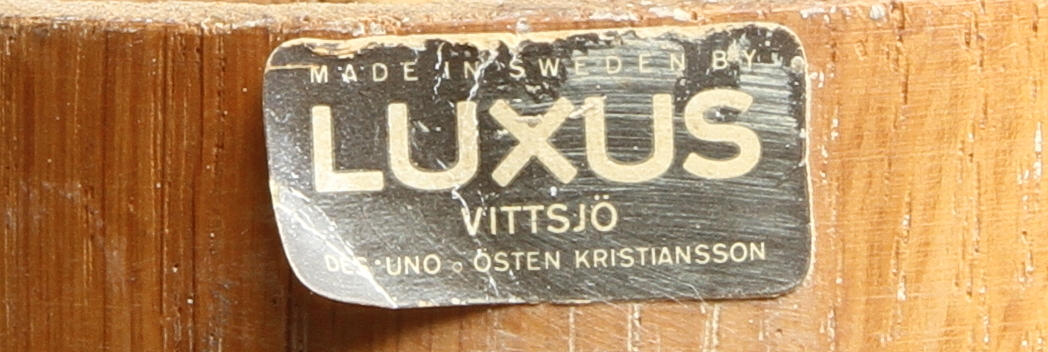 MADE IN SWEDEN BY
LUXUS
VITTSJÖ
DES. UNO o ÖSTEN KRISTIANSSON